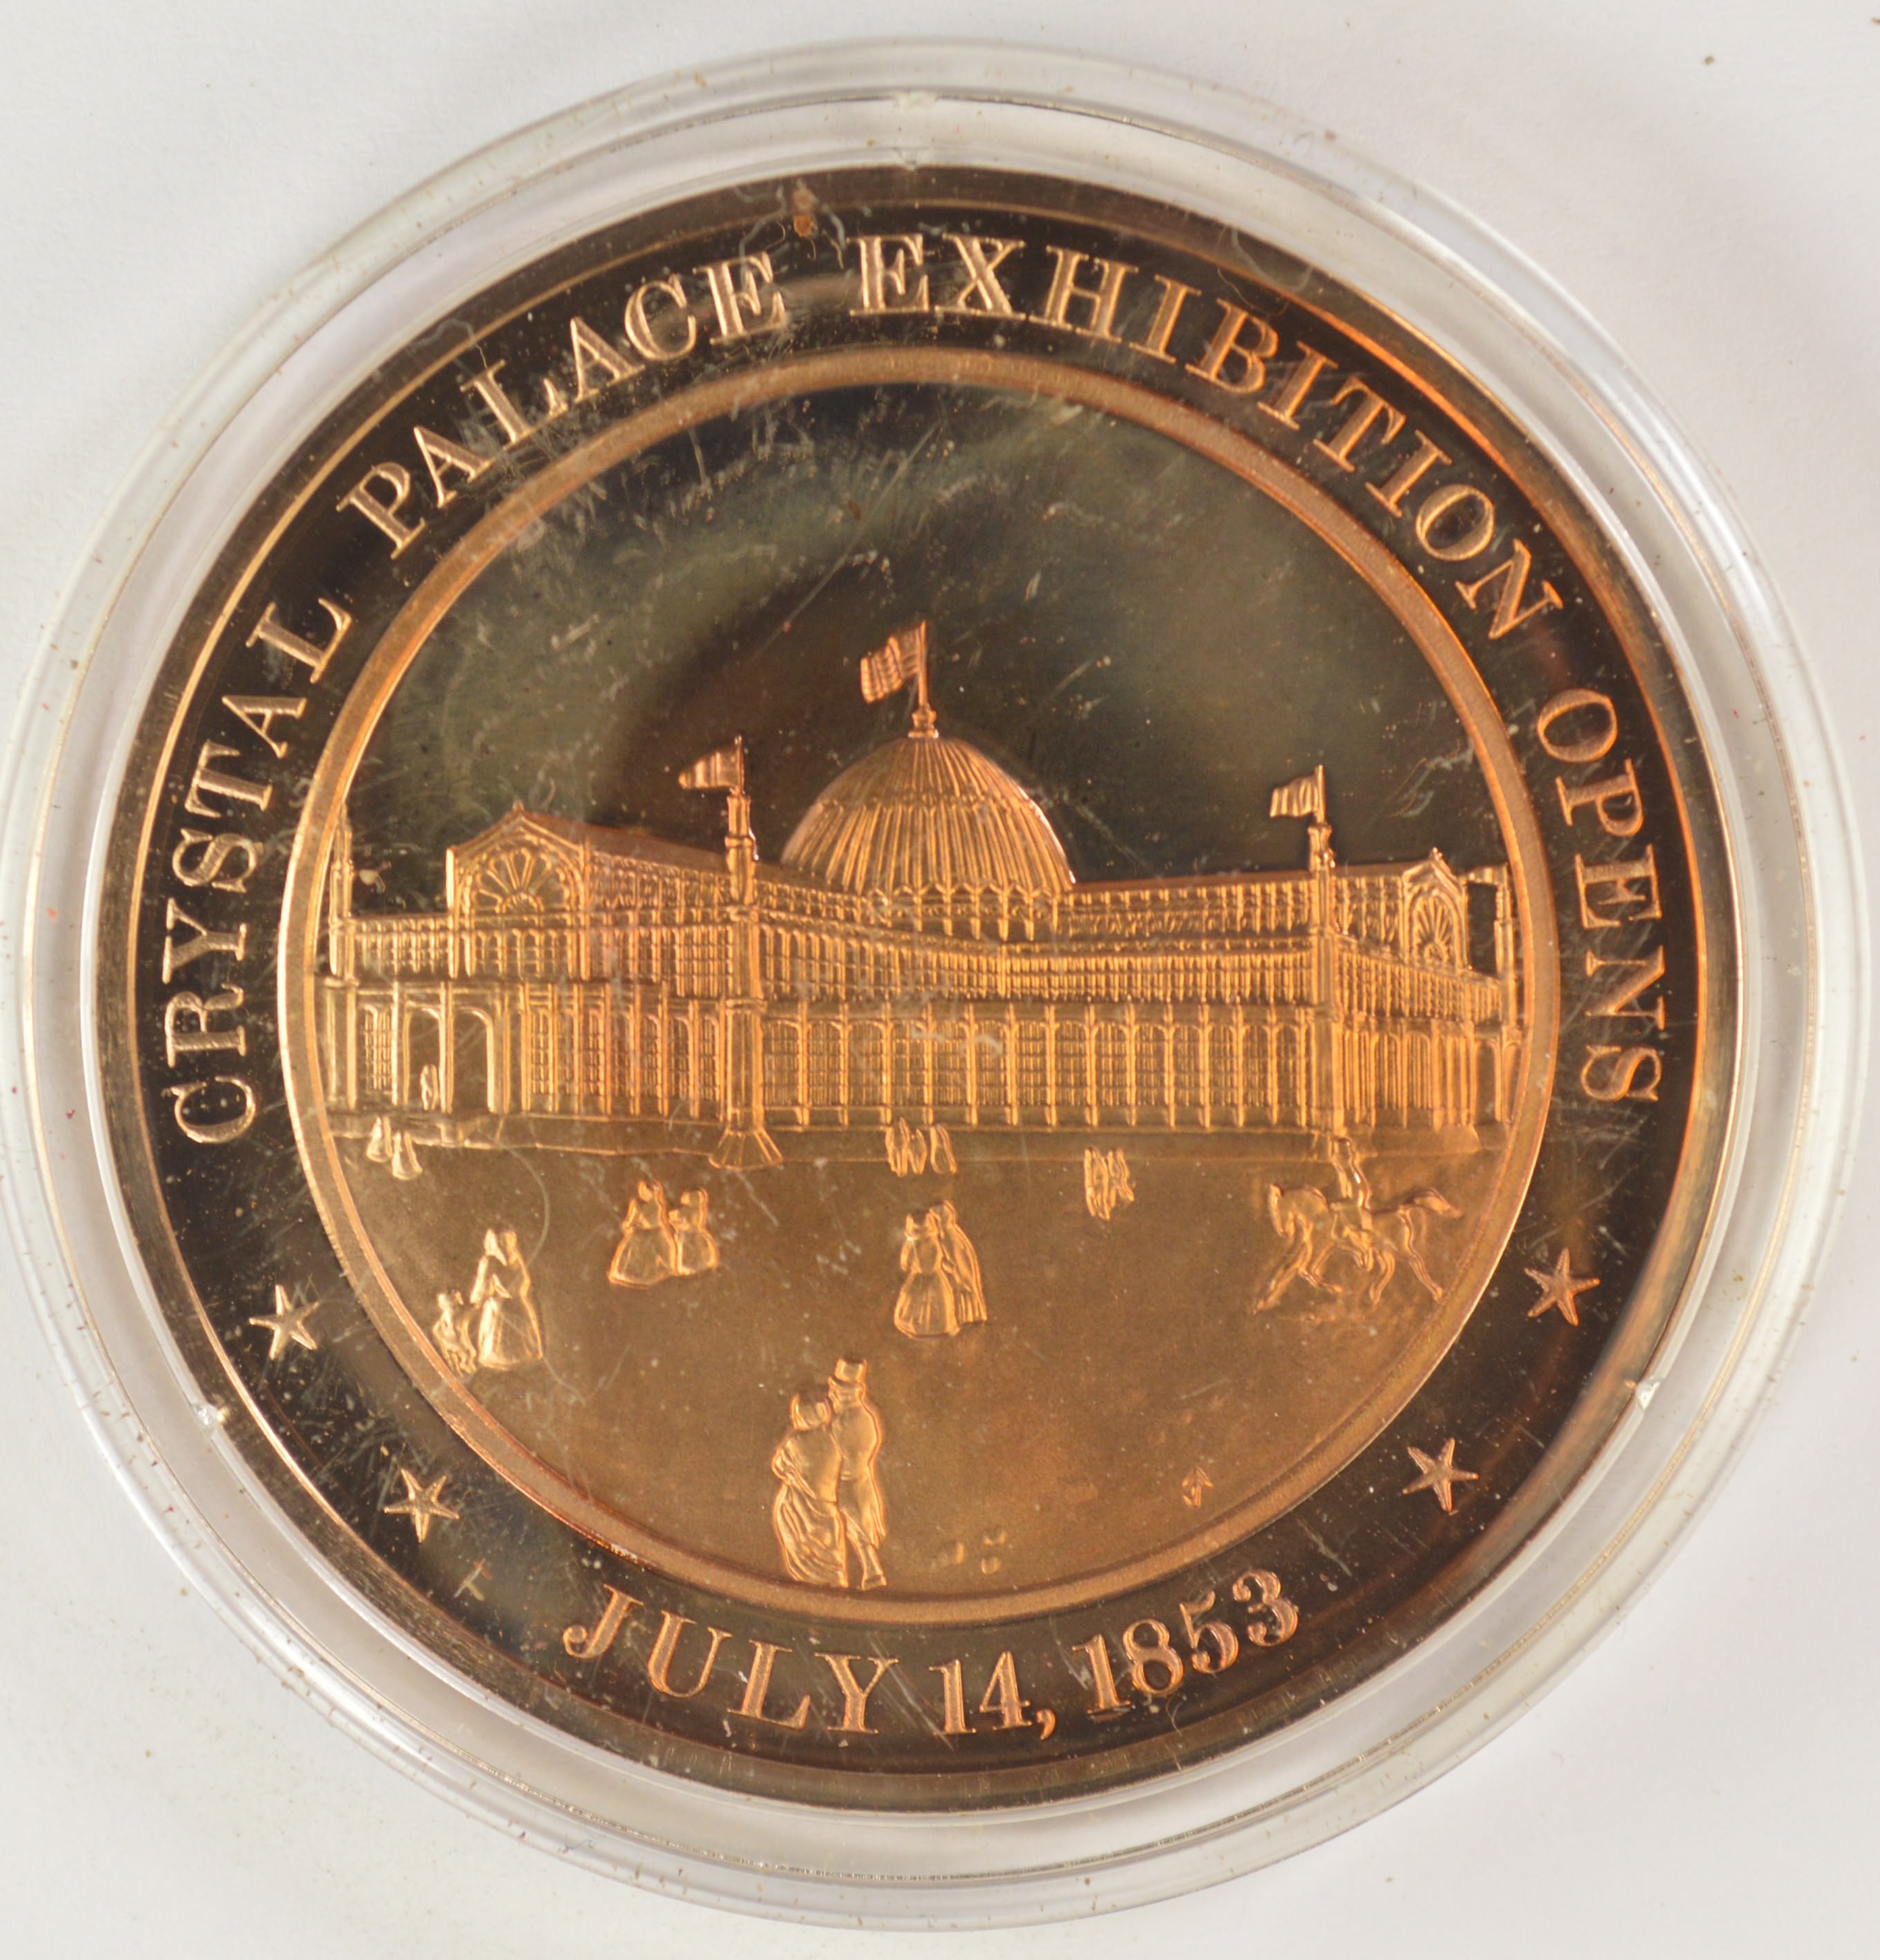 CRYSTAL PALACE EXHIBITION OPENS
JULY 14, 1853